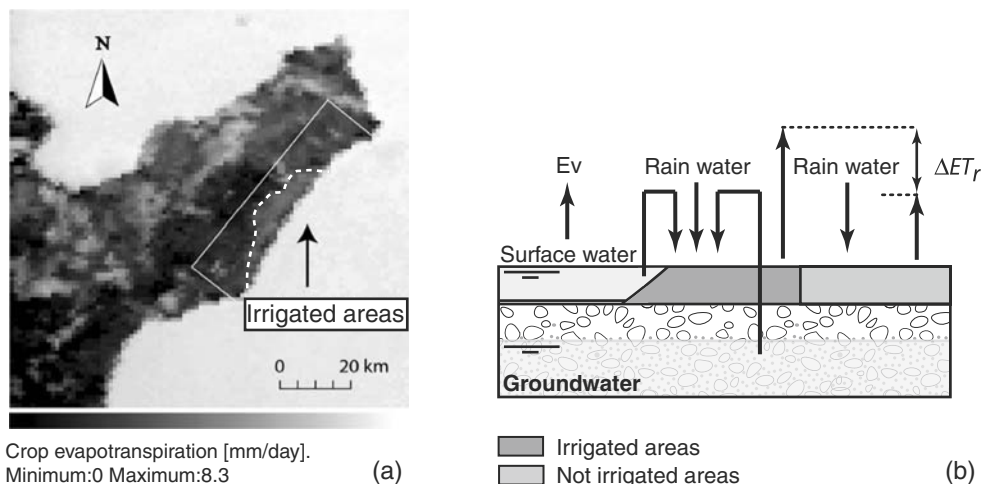 N
Irrigated areas
0 20 km
Crop evapotranspiration [mm/day].
Minimum:0 Maximum:8.3
(a)
Ev
Rain water
Rain water
ΔETr
Surface water
Groundwater
Irrigated areas
Not irrigated areas
(b)